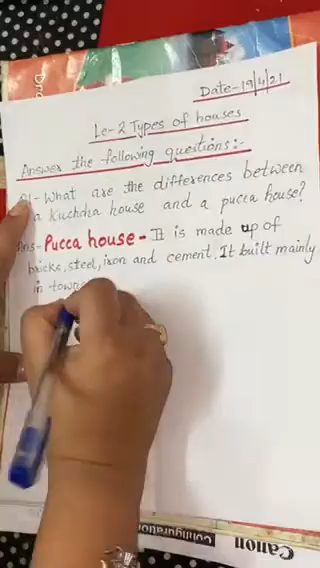 Date-19/4/21
Le-2 Types of houses
Answer the following questions:-
Q1-What are the differences between
a Kuchcha house and a pucca house?
Ans- Pucca house- It is made up of
bricks, steel, iron and cement. It built mainly
in town
Canon